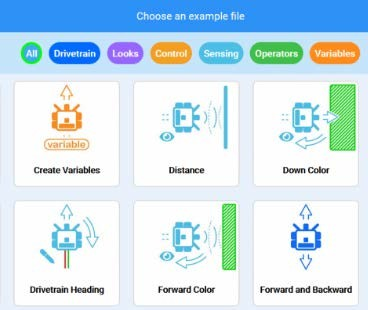 Choose an example file
All Drivetrain Looks Control Sensing Operators Variables
variable
Create Variables Distance Down Color
Drivetrain Heading Forward Color Forward and Backward